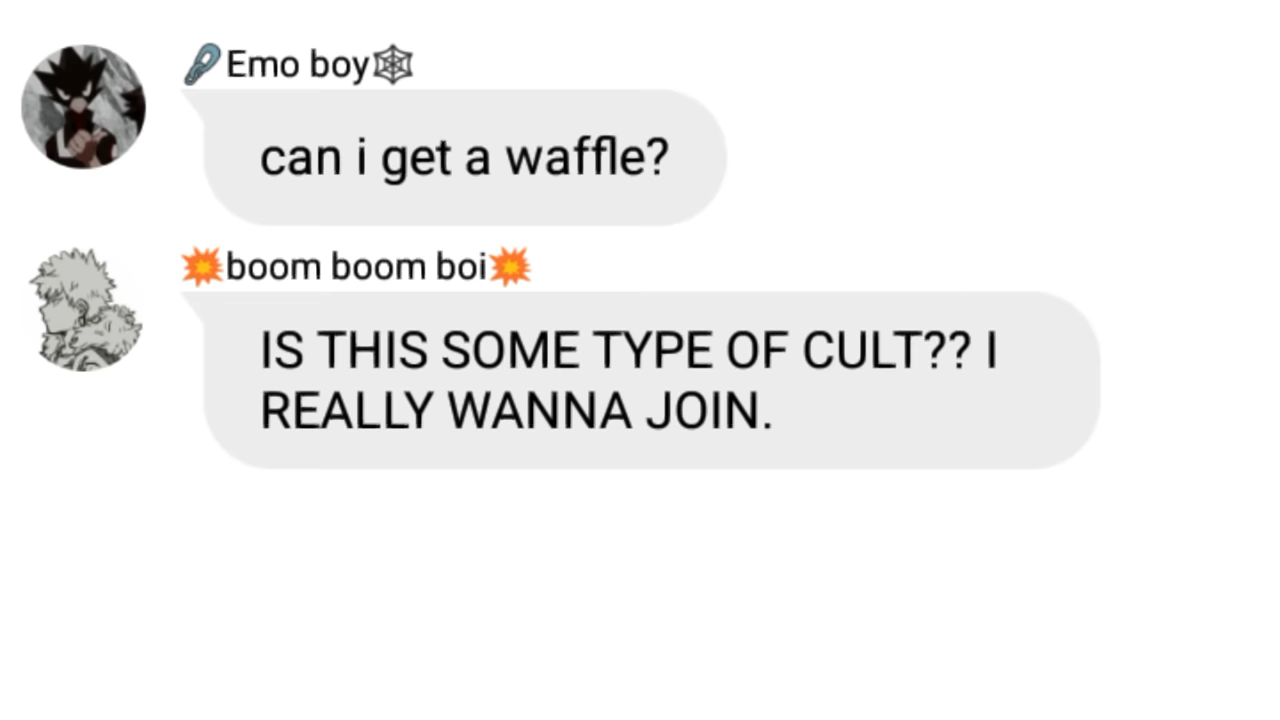 🧷Emo boy🕸
can i get a waffle?
💥boom boom boi💥
IS THIS SOME TYPE OF CULT?? I
REALLY WANNA JOIN.